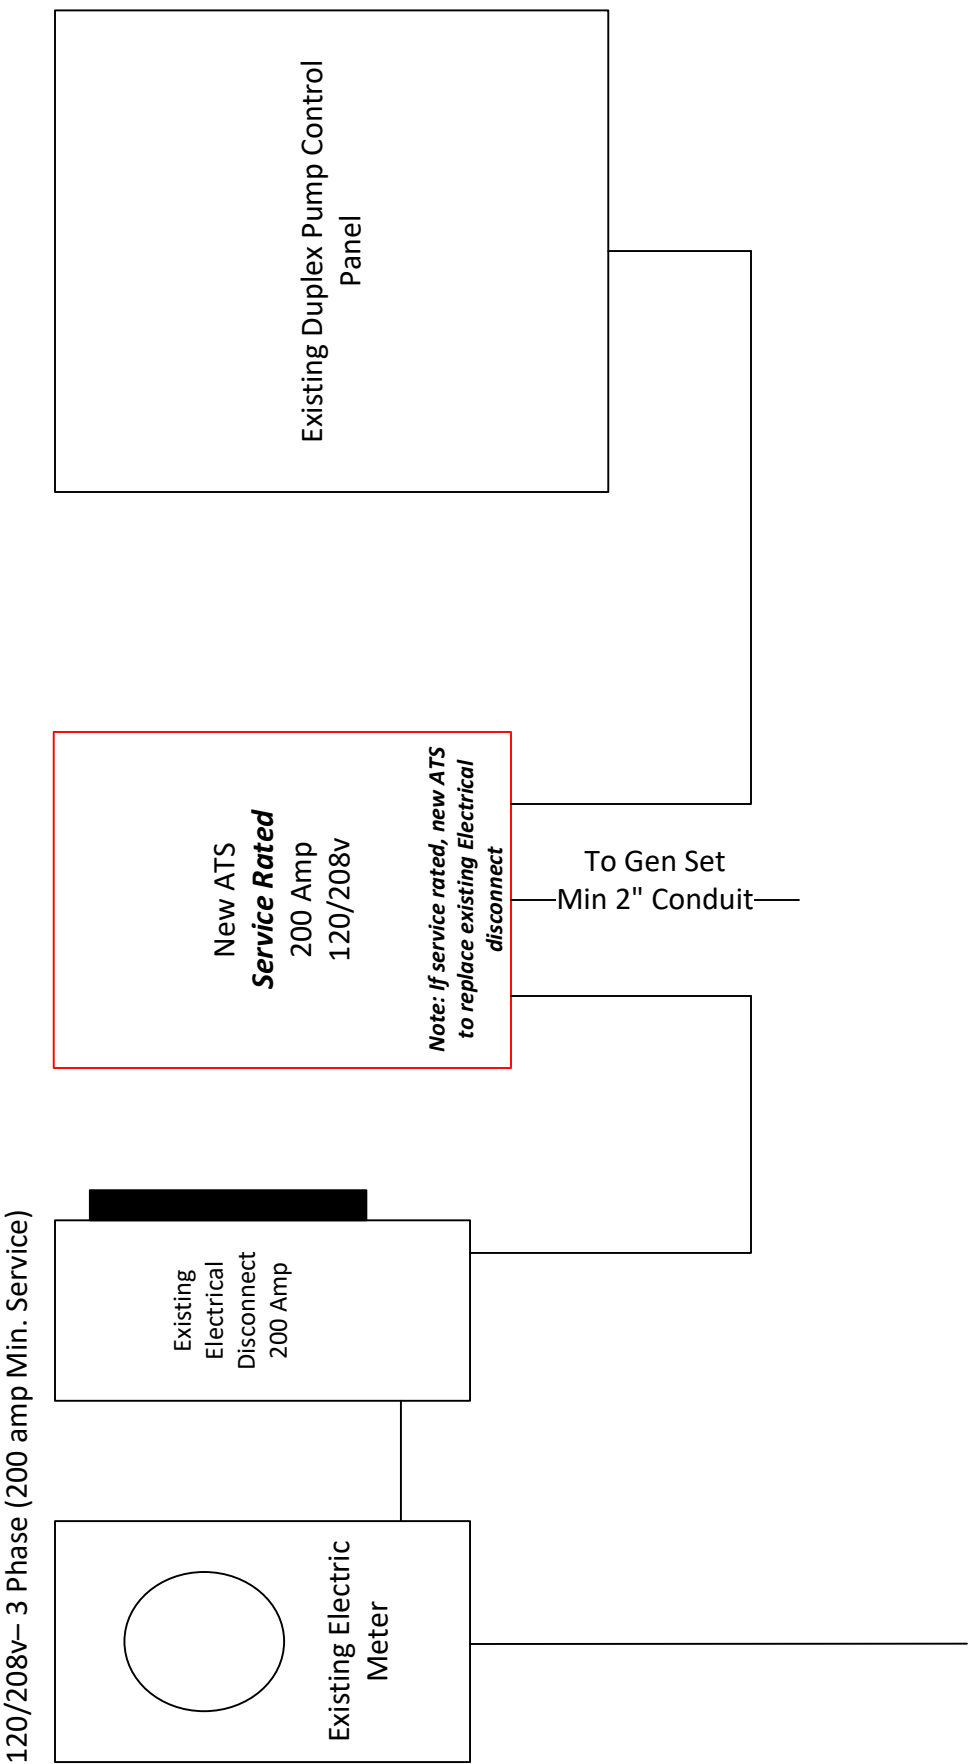 120/208v– 3 Phase (200 amp Min. Service)
Existing Electric
Meter
Existing
Electrical
Disconnect
200 Amp
New ATS
Service Rated
200 Amp
120/208v
Note: If service rated, new ATS
to replace existing Electrical
disconnect
To Gen Set
Min 2" Conduit
Existing Duplex Pump Control
Panel